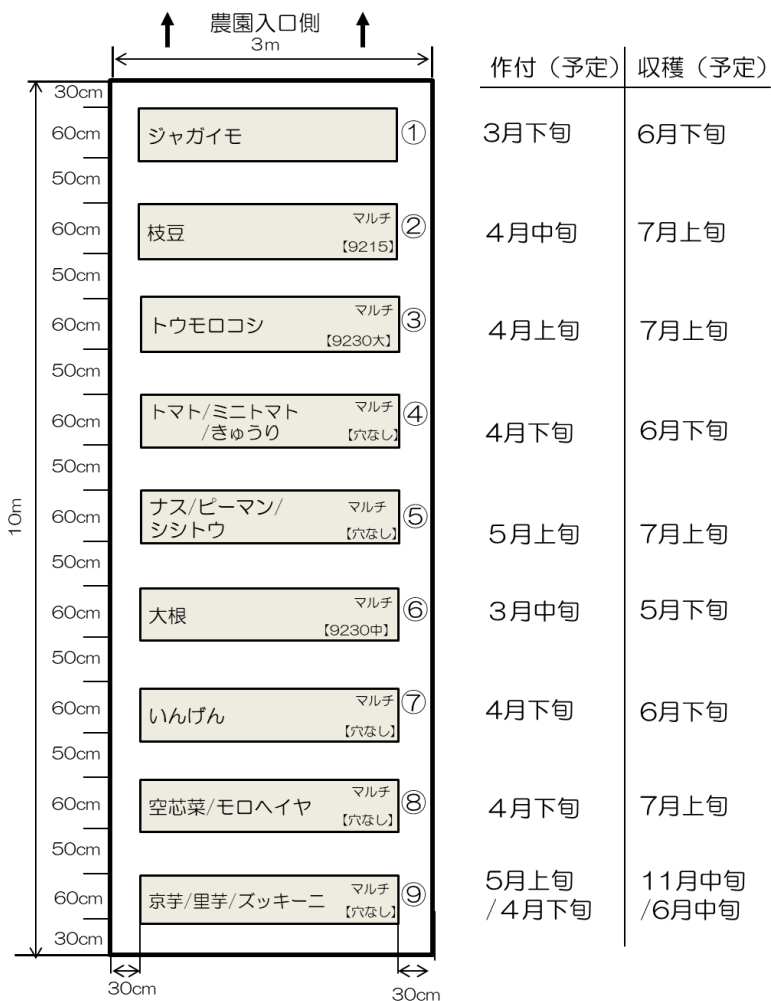 農園入口側
3m
作付（予定） 収穫（予定）
30cm
60cm ジャガイモ ① 3月下旬 6月下旬
50cm
60cm 枝豆 マルチ 【9215】 ② 4月中旬 7月上旬
50cm
60cm トウモロコシ マルチ 【9230大】 ③ 4月上旬 7月上旬
50cm
60cm トマト/ミニトマト マルチ ④ 4月下旬 6月下旬
/きゅうり 【穴なし】
50cm
10m
60cm ナス/ピーマン/ マルチ ⑤ 5月上旬 7月上旬
シシトウ 【穴なし】
50cm
60cm 大根 マルチ 【9230中】 ⑥ 3月中旬 5月下旬
50cm
60cm いんげん マルチ 【穴なし】 ⑦ 4月下旬 6月下旬
50cm
60cm 空芯菜/モロヘイヤ マルチ 【穴なし】 ⑧ 4月下旬 7月上旬
50cm
60cm 京芋/里芋/ズッキーニ マルチ 【穴なし】 ⑨ 5月上旬 11月中旬
/4月下旬 /6月中旬
30cm
30cm 30cm